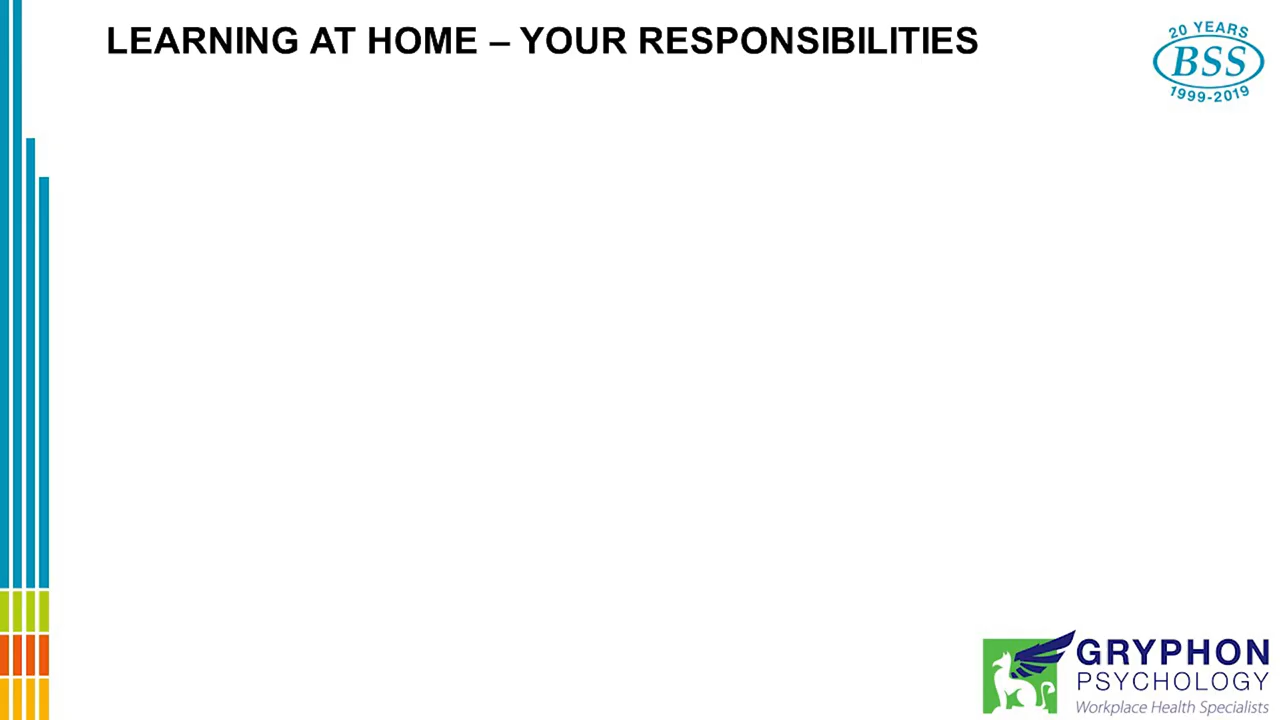 LEARNING AT HOME – YOUR RESPONSIBILITIES
20 YEARS
BSS
1999-2019
GRYPHON
PSYCHOLOGY
Workplace Health Specialists